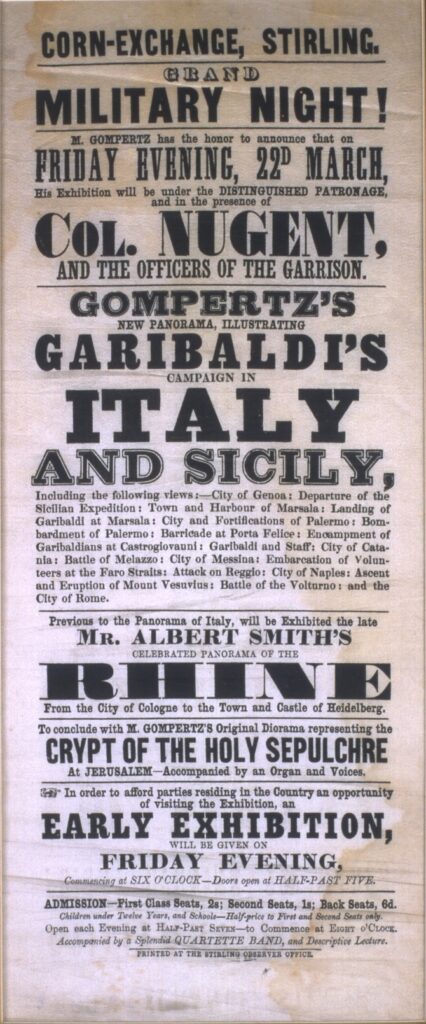 CORN-EXCHANGE, STIRLING.
GRAND
MILITARY NIGHT!
M. GOMPERTZ has the honor to announce that on
FRIDAY EVENING, 22D MARCH,
His Exhibition will be under the DISTINGUISHED PATRONAGE,
and in the presence of
COL. NUGENT,
AND THE OFFICERS OF THE GARRISON.
GOMPERTZ'S
NEW PANORAMA, ILLUSTRATING
GARIBALDI'S
CAMPAIGN IN
ITALY
AND SICILY,
Including the following views:—City of Genoa: Departure of the
Sicilian Expedition: Town and Harbour of Marsala: Landing of
Garibaldi at Marsala: City and Fortifications of Palermo: Bom-
bardment of Palermo: Barricade at Porta Felice: Encampment of
Garibaldians at Castrogiovanni: Garibaldi and Staff: City of Cata-
nia: Battle of Melazzo: City of Messina: Embarcation of Volun-
teers at the Faro Straits: Attack on Reggio: City of Naples: Ascent
and Eruption of Mount Vesuvius: Battle of the Volturno: and the
City of Rome.
Previous to the Panorama of Italy, will be Exhibited the late
MR. ALBERT SMITH'S
CELEBRATED PANORAMA OF THE
RHINE
From the City of Cologne to the Town and Castle of Heidelberg.
To conclude with M. GOMPERTZ'S Original Diorama representing the
CRYPT OF THE HOLY SEPULCHRE
At JERUSALEM—Accompanied by an Organ and Voices.
☞ In order to afford parties residing in the Country an opportunity
of visiting the Exhibition, an
EARLY EXHIBITION,
WILL BE GIVEN ON
FRIDAY EVENING,
Commencing at SIX O'CLOCK—Doors open at HALF-PAST FIVE.
ADMISSION—First Class Seats, 2s; Second Seats, 1s; Back Seats, 6d.
Children under Twelve Years, and Schools—Half-price to First and Second Seats only.
Open each Evening at HALF-PAST SEVEN—to Commence at EIGHT O'CLOCK.
Accompanied by a Splendid QUARTETTE BAND, and Descriptive Lecture.
PRINTED AT THE STIRLING OBSERVER OFFICE.